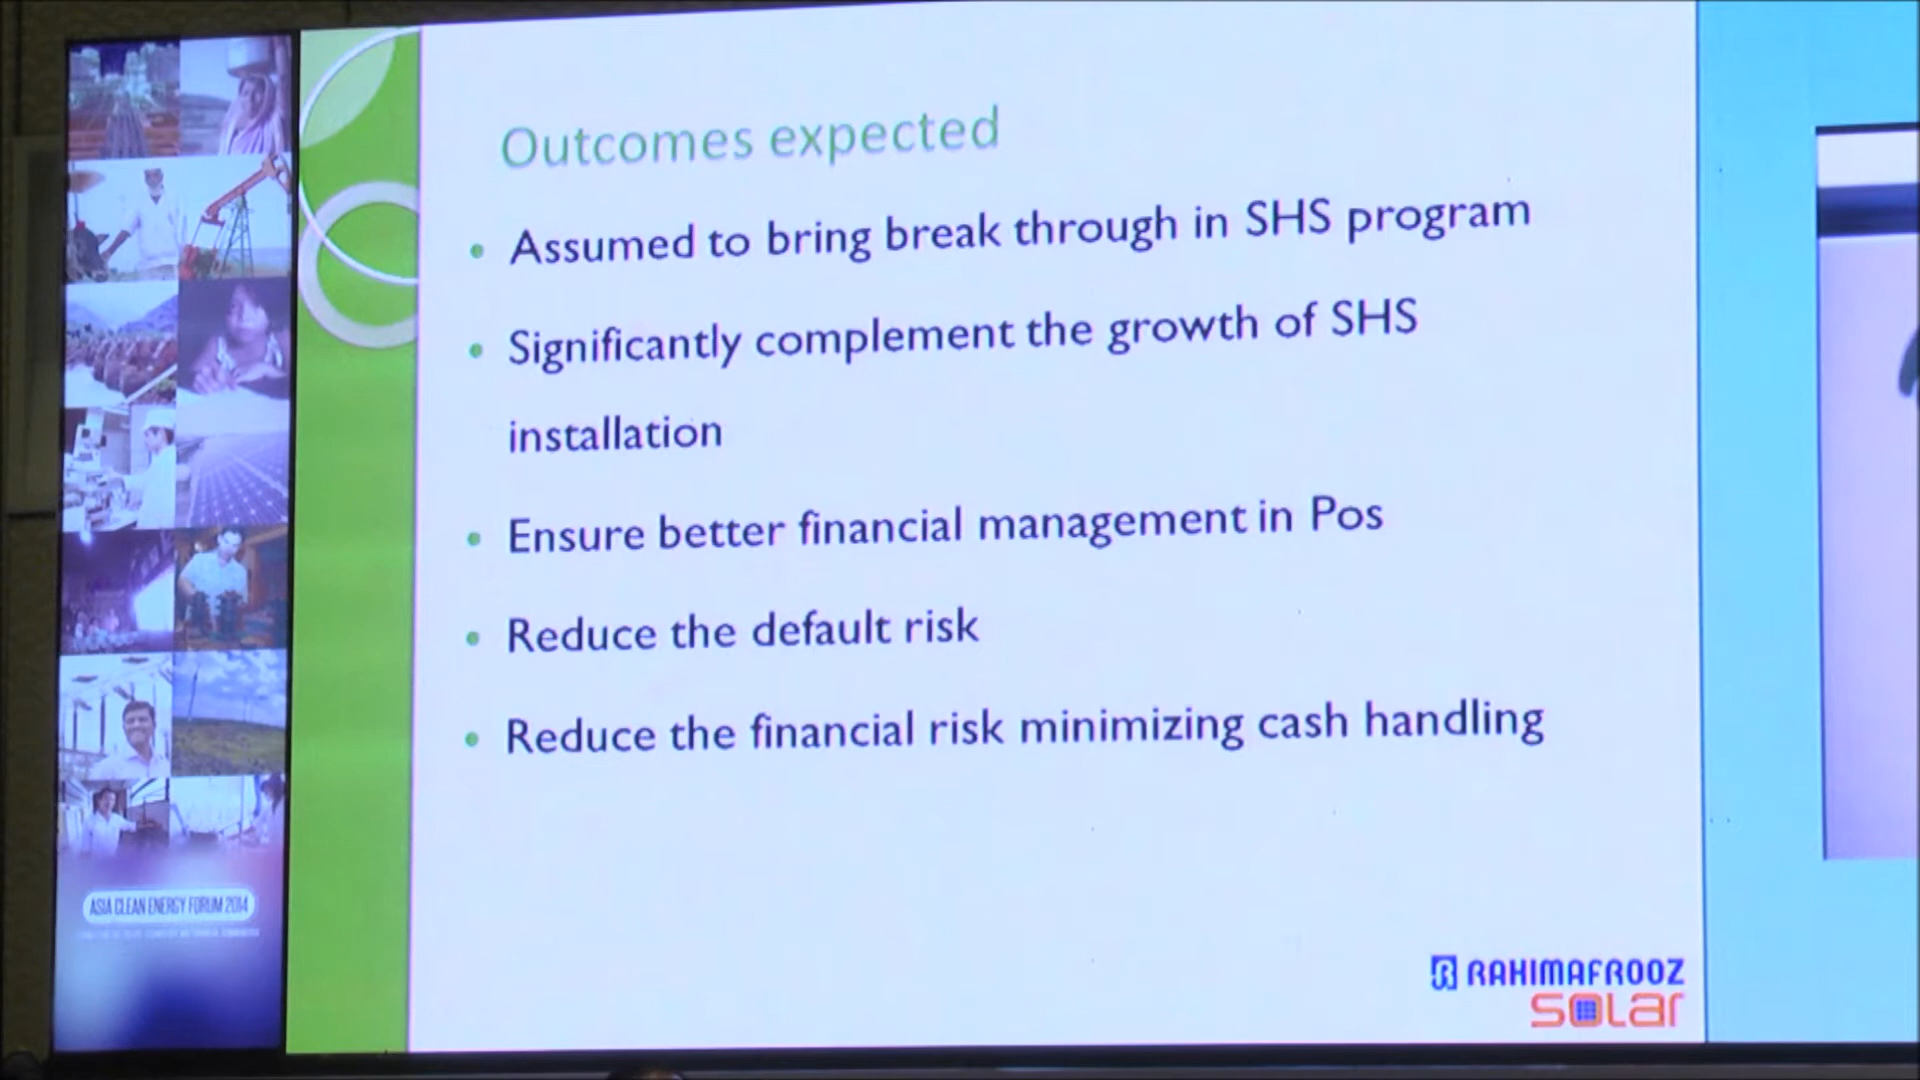 Outcomes expected
• Assumed to bring break through in SHS program
• Significantly complement the growth of SHS
installation
• Ensure better financial management in Pos
• Reduce the default risk
• Reduce the financial risk minimizing cash handling
ASIA CLEAN ENERGY FORUM 2014
RAHIMAFROOZ
SOLar